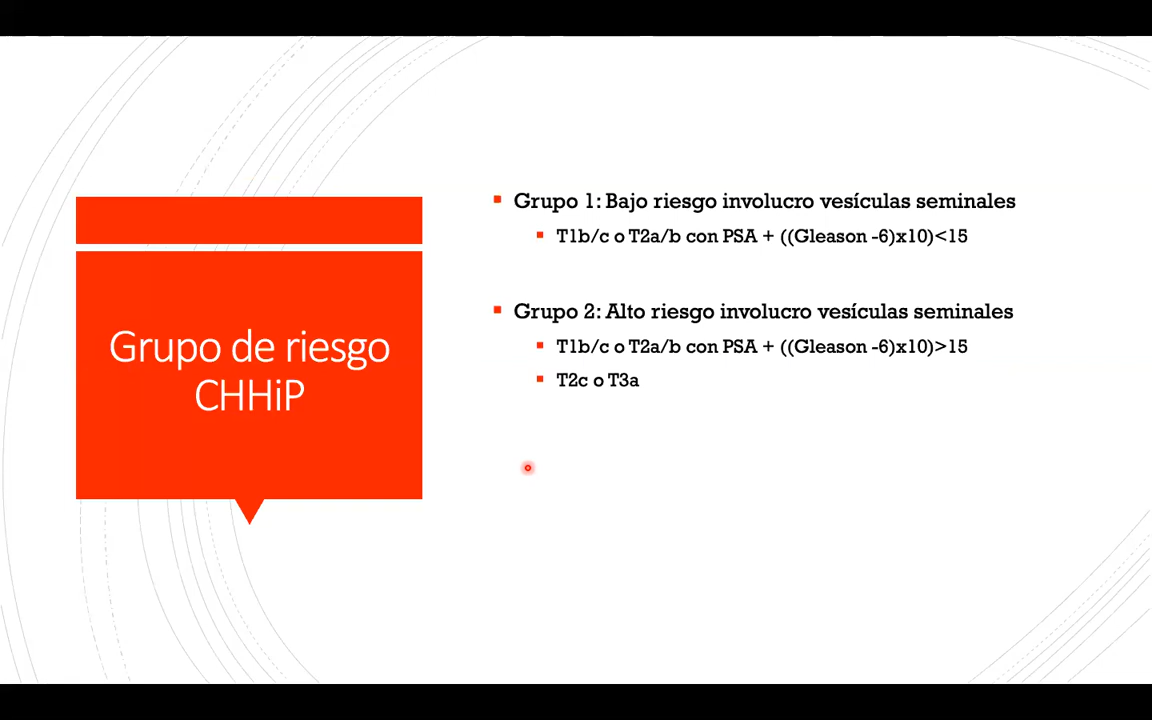 Grupo de riesgo
CHHiP
Grupo 1: Bajo riesgo involucro vesículas seminales
T1b/c o T2a/b con PSA + ((Gleason -6)x10)<15
Grupo 2: Alto riesgo involucro vesículas seminales
T1b/c o T2a/b con PSA + ((Gleason -6)x10)>15
T2c o T3a